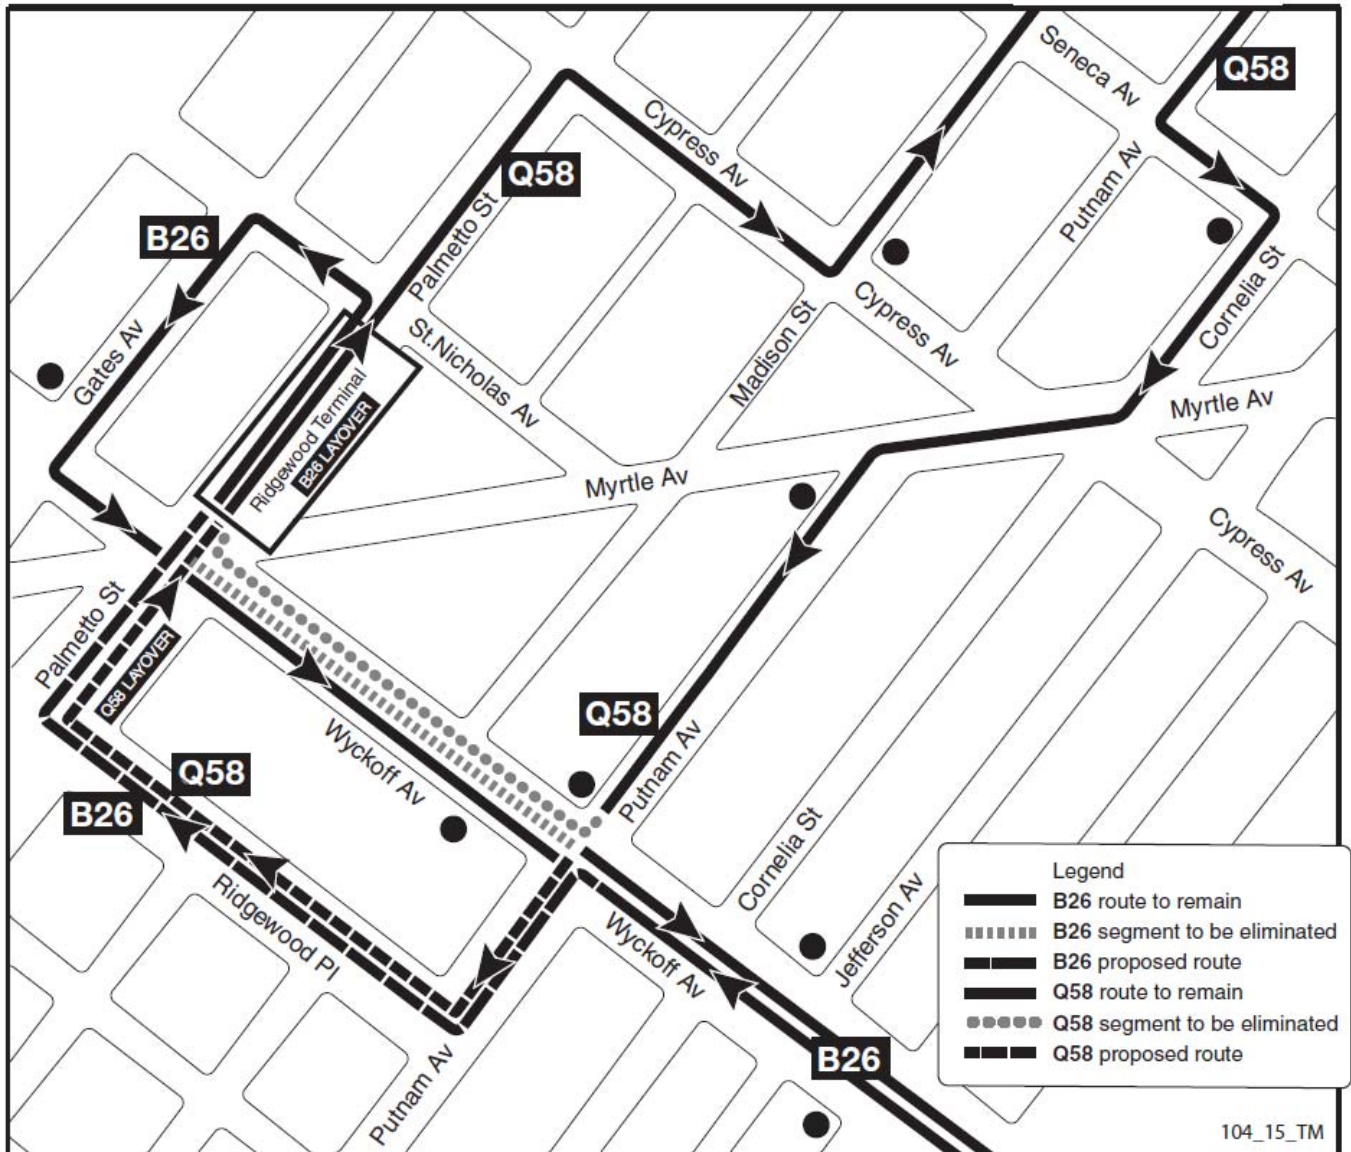 Seneca Av
Q58
Cypress Av
Q58
Putnam Av
Palmetto St
B26
Cornelia St
Cypress Av
Madison St
St.Nicholas Av
Gates Av
Ridgewood Terminal
B26 LAYOVER
Myrtle Av
Myrtle Av
Cypress Av
Palmetto St
Q58 LAYOVER
Q58
Putnam Av
Wyckoff Av
Q58
B26
Cornelia St
Jefferson Av
Ridgewood Pl
Wyckoff Av
B26
Putnam Av
Legend
B26 route to remain
B26 segment to be eliminated
B26 proposed route
Q58 route to remain
Q58 segment to be eliminated
Q58 proposed route
104_15_TM